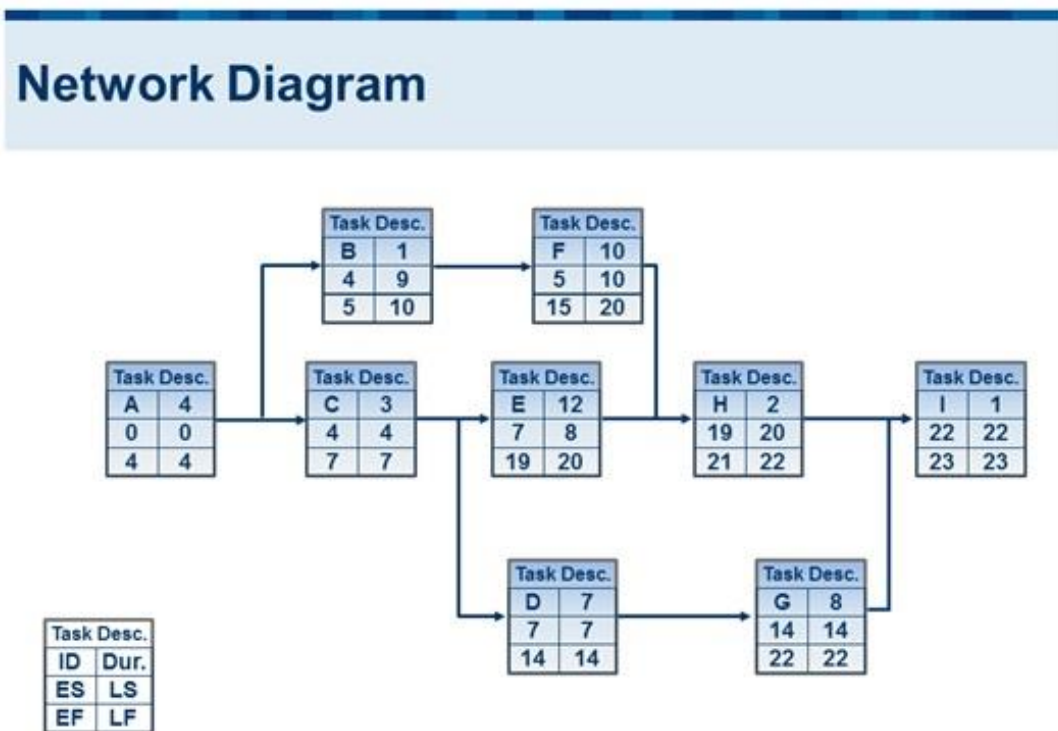 Network Diagram
Task Desc.
B 1
4 9
5 10
Task Desc.
F 10
5 10
15 20
Task Desc.
A 4
0 0
4 4
Task Desc.
C 3
4 4
7 7
Task Desc.
E 12
7 8
19 20
Task Desc.
H 2
19 20
21 22
Task Desc.
I 1
22 22
23 23
Task Desc.
D 7
7 7
14 14
Task Desc.
G 8
14 14
22 22
Task Desc.
ID Dur.
ES LS
EF LF